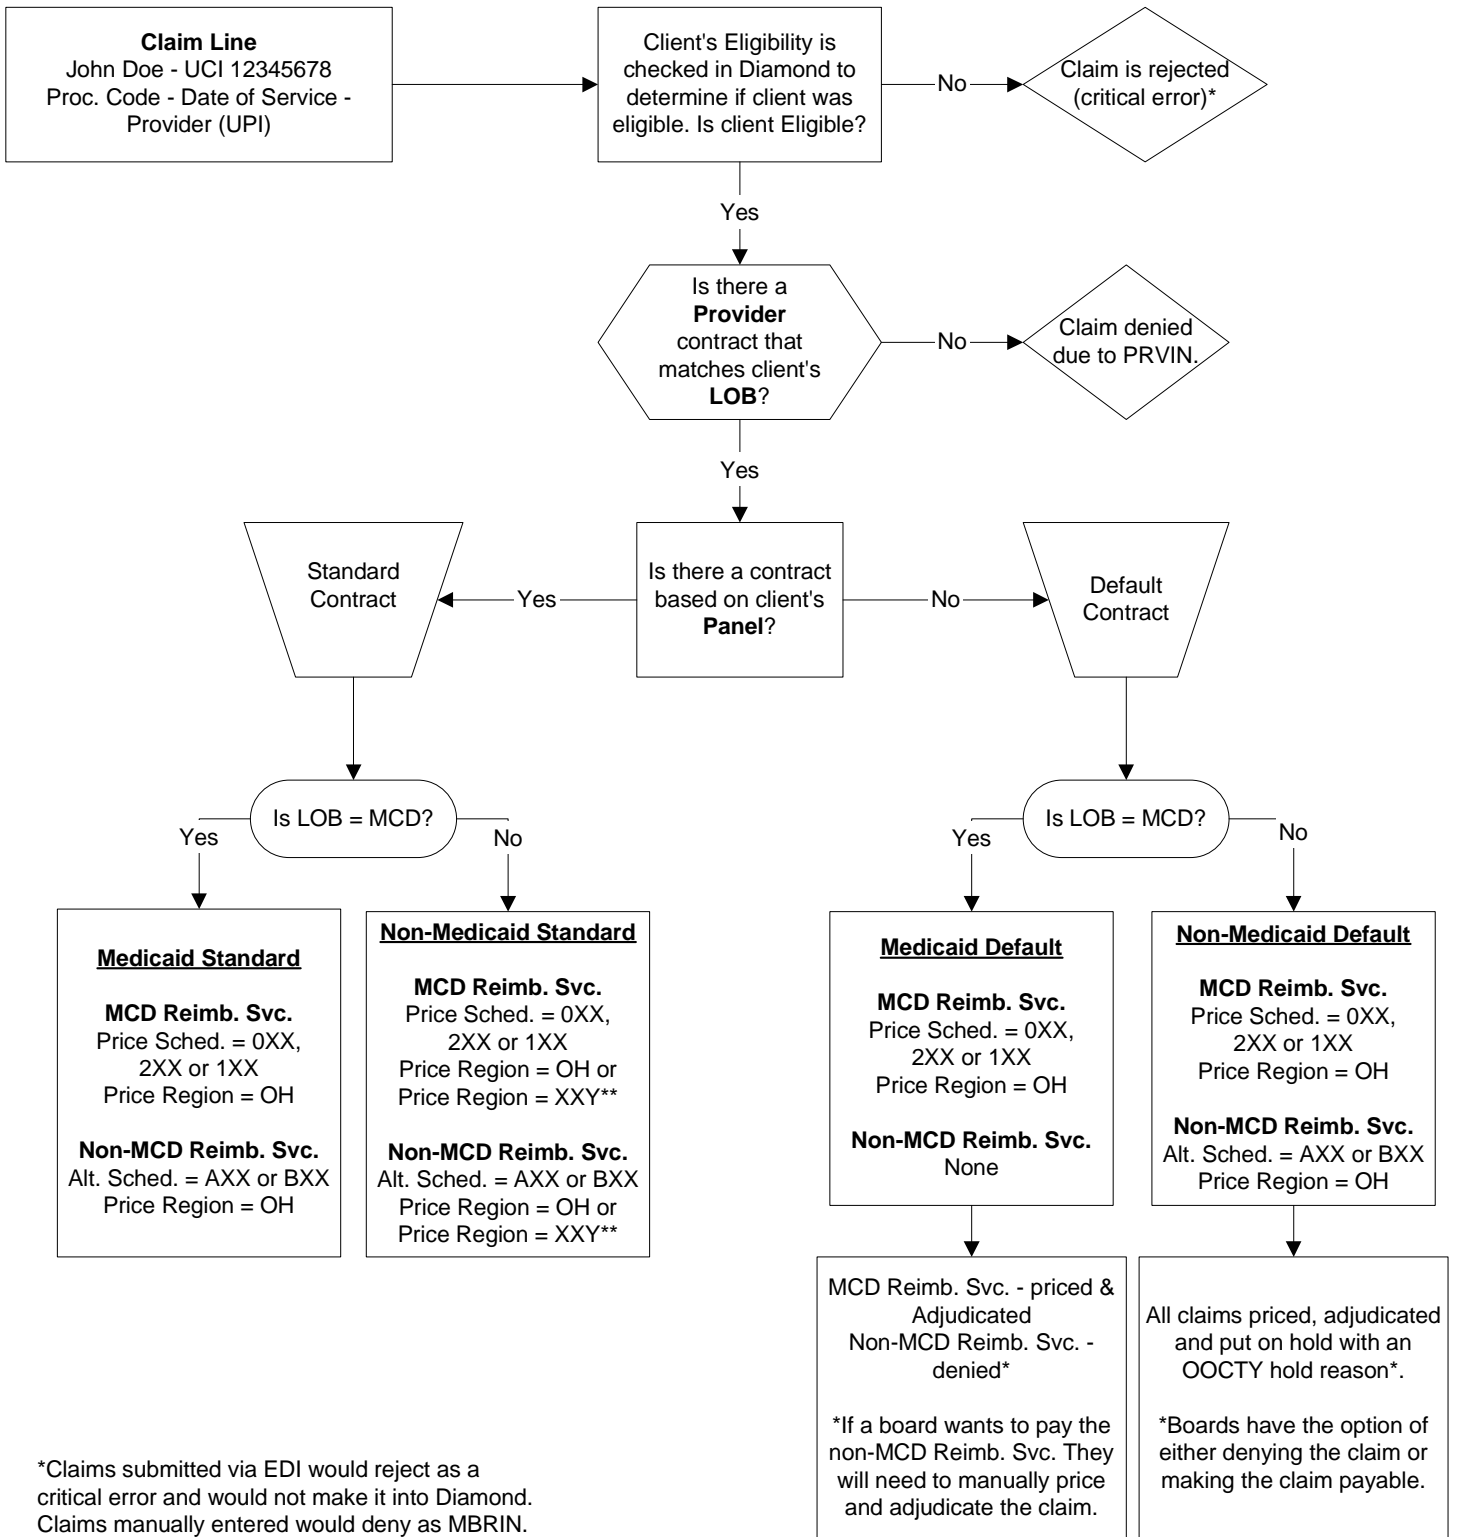 Claim Line
John Doe - UCI 12345678
Proc. Code - Date of Service -
Provider (UPI)
Client's Eligibility is
checked in Diamond to
determine if client was
eligible. Is client Eligible?
No
Claim is rejected
(critical error)*
Yes
Is there a
Provider
contract that
matches client's
LOB?
No
Claim denied
due to PRVIN.
Yes
Standard
Contract
Yes
Is there a contract
based on client's
Panel?
No
Default
Contract
Is LOB = MCD?
Yes
No
Is LOB = MCD?
Yes
No
Medicaid Standard
MCD Reimb. Svc.
Price Sched. = 0XX,
2XX or 1XX
Price Region = OH
Non-MCD Reimb. Svc.
Alt. Sched. = AXX or BXX
Price Region = OH
Non-Medicaid Standard
MCD Reimb. Svc.
Price Sched. = 0XX,
2XX or 1XX
Price Region = OH or
Price Region = XXY**
Non-MCD Reimb. Svc.
Alt. Sched. = AXX or BXX
Price Region = OH or
Price Region = XXY**
Medicaid Default
MCD Reimb. Svc.
Price Sched. = 0XX,
2XX or 1XX
Price Region = OH
Non-MCD Reimb. Svc.
None
Non-Medicaid Default
MCD Reimb. Svc.
Price Sched. = 0XX,
2XX or 1XX
Price Region = OH
Non-MCD Reimb. Svc.
Alt. Sched. = AXX or BXX
Price Region = OH
MCD Reimb. Svc. - priced &
Adjudicated
Non-MCD Reimb. Svc. -
denied*
*If a board wants to pay the
non-MCD Reimb. Svc. They
will need to manually price
and adjudicate the claim.
All claims priced, adjudicated
and put on hold with an
OOCTY hold reason*.
*Boards have the option of
either denying the claim or
making the claim payable.
*Claims submitted via EDI would reject as a
critical error and would not make it into Diamond.
Claims manually entered would deny as MBRIN.